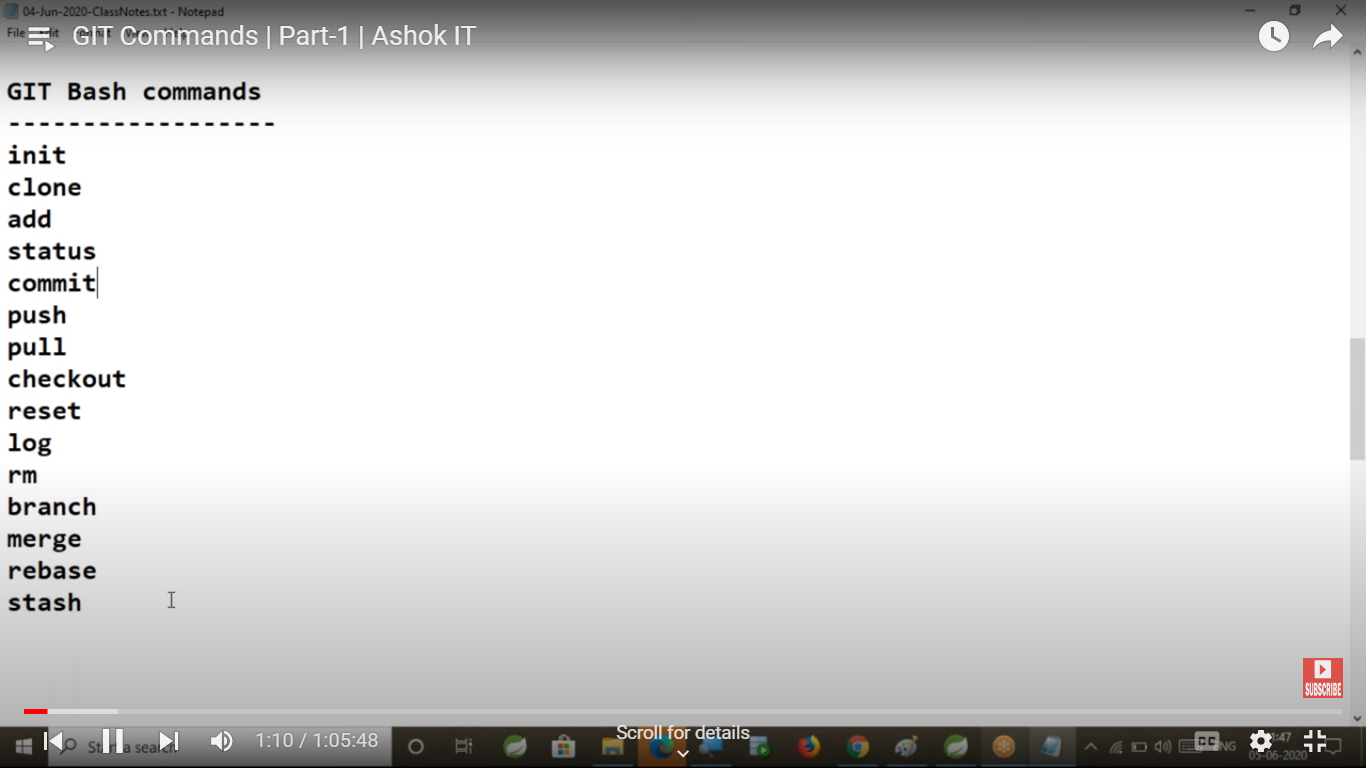 04-Jun-2020-ClassNotes.txt - Notepad
File
GIT Commands | Part-1 | Ashok IT
GIT Bash commands
------------------
init
clone
add
status
commit
push
pull
checkout
reset
log
rm
branch
merge
rebase
stash
SUBSCRIBE
Scroll for details
1:10 / 1:05:48
CC
05-06-2020